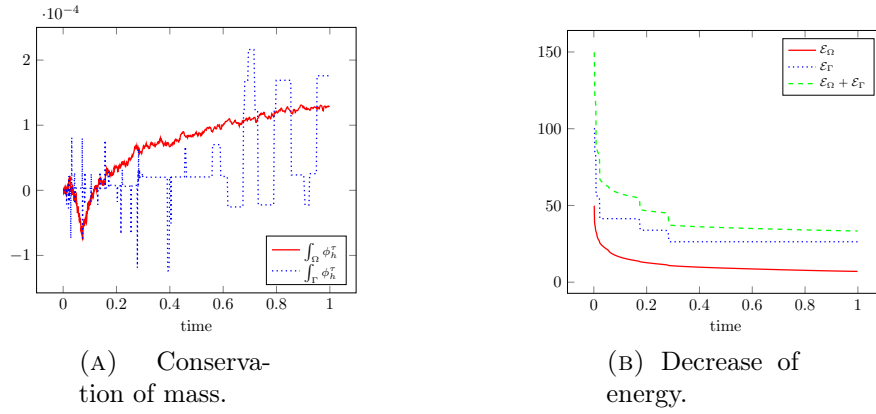 ·10⁻⁴
2
1
0
−1
0 0.2 0.4 0.6 0.8 1
time
∫_Ω ϕ_h^τ
∫_Γ ϕ_h^τ
(A) Conserva-
tion of mass.
150
100
50
0
0 0.2 0.4 0.6 0.8 1
time
ℰ_Ω
ℰ_Γ
ℰ_Ω + ℰ_Γ
(B) Decrease of
energy.